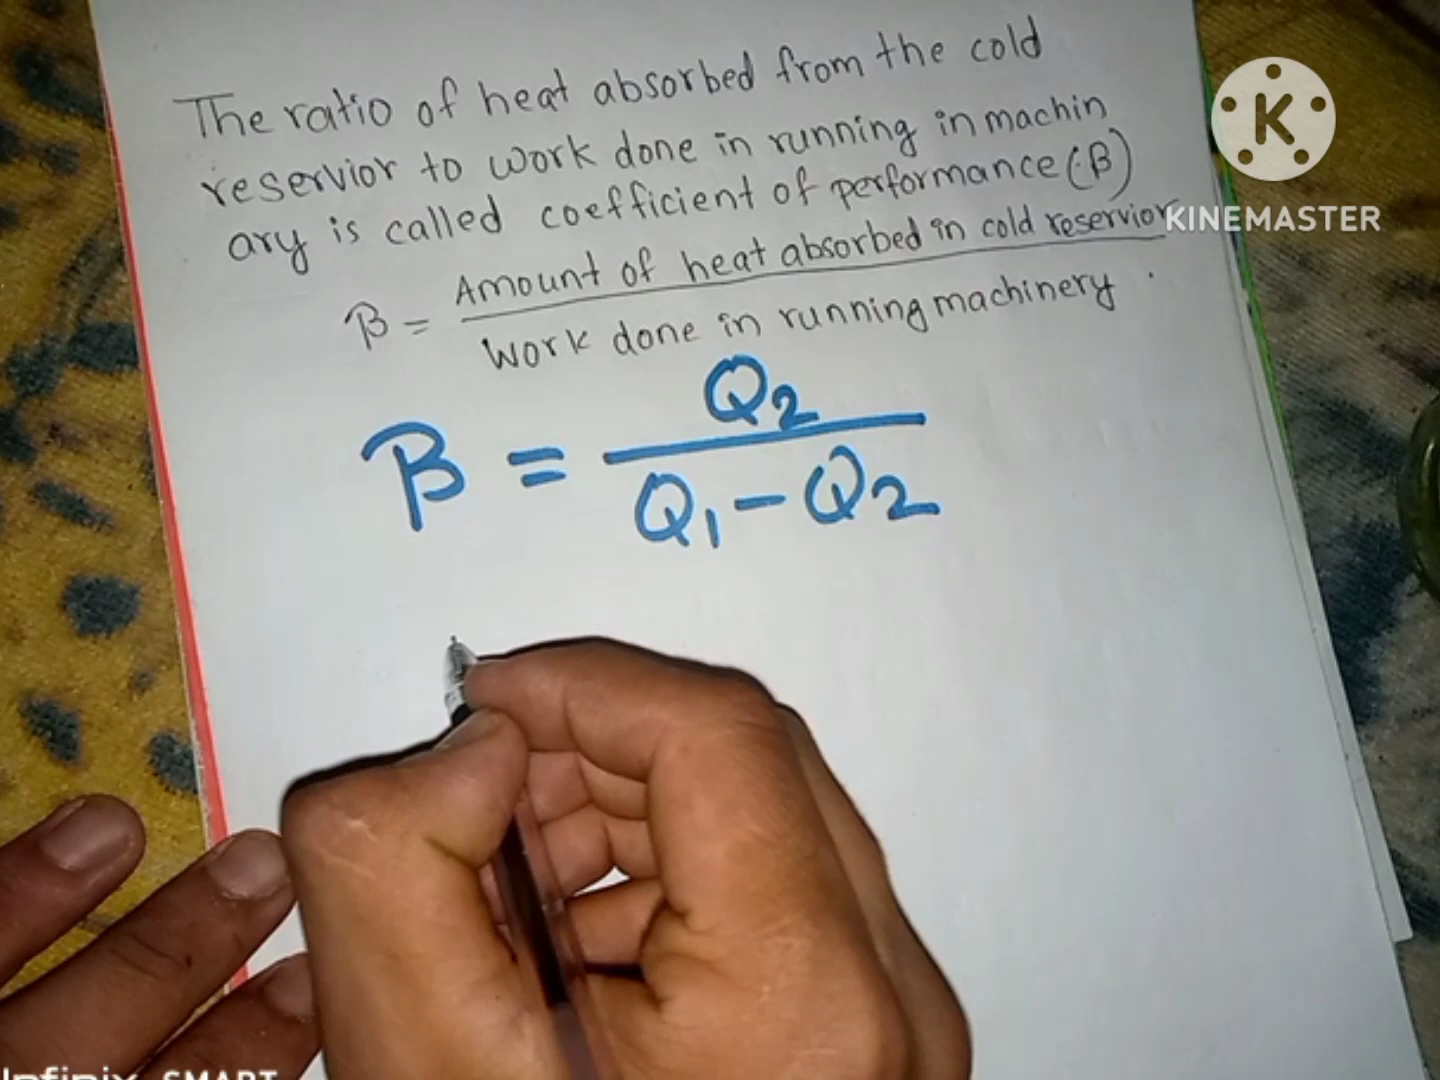 The ratio of heat absorbed from the cold
reservior to work done in running in machin
ary is called coefficient of performance (β)
β = Amount of heat absorbed in cold reservior
work done in running machinery .
β = Q₂
Q₁ - Q₂
K
KINEMASTER
Infinix SMART